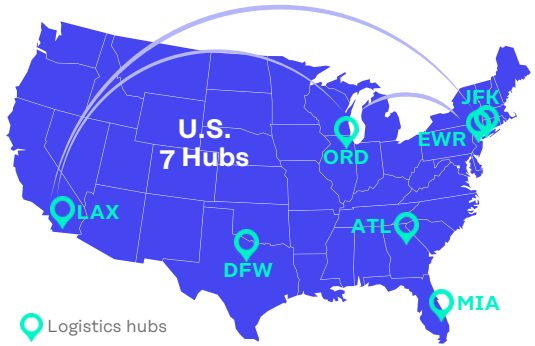 JFK
U.S.
7 Hubs
EWR
ORD
LAX
ATL
DFW
MIA
Logistics hubs